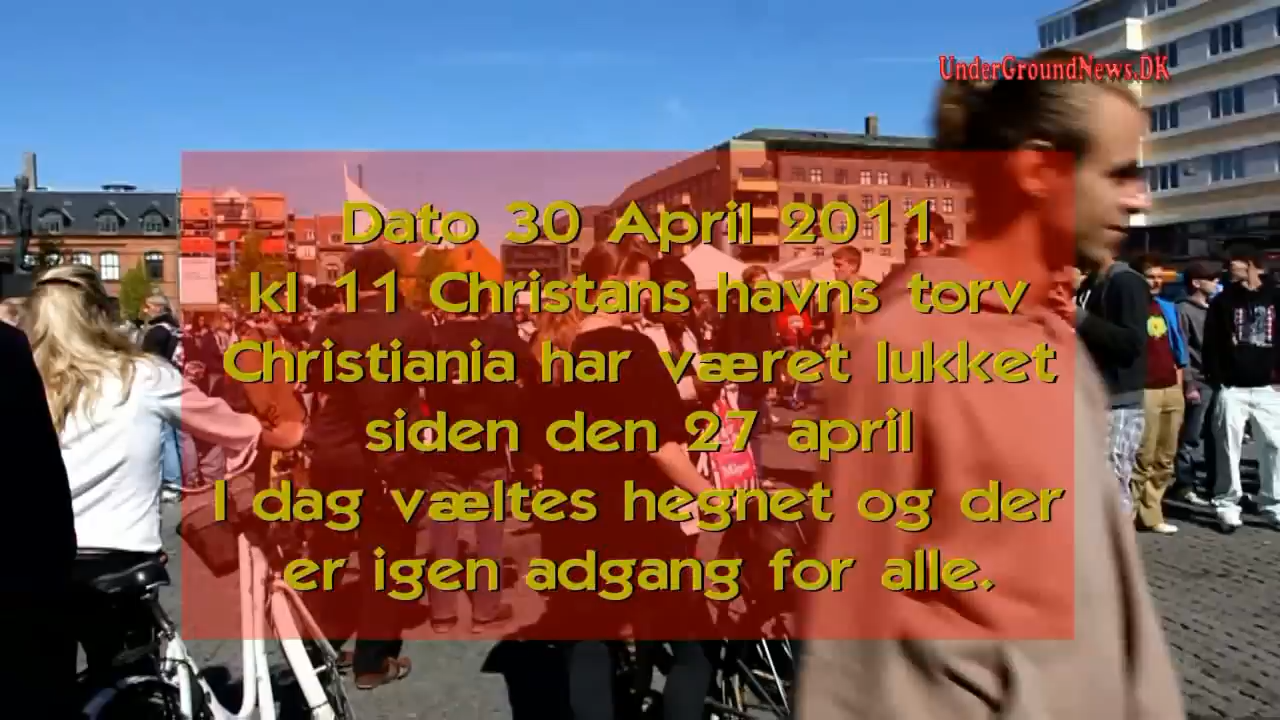 UnderGroundNews.DK
Dato 30 April 2011
kl 11 Christans havns torv
Christiania har været lukket
siden den 27 april
I dag væltes hegnet og der
er igen adgang for alle.